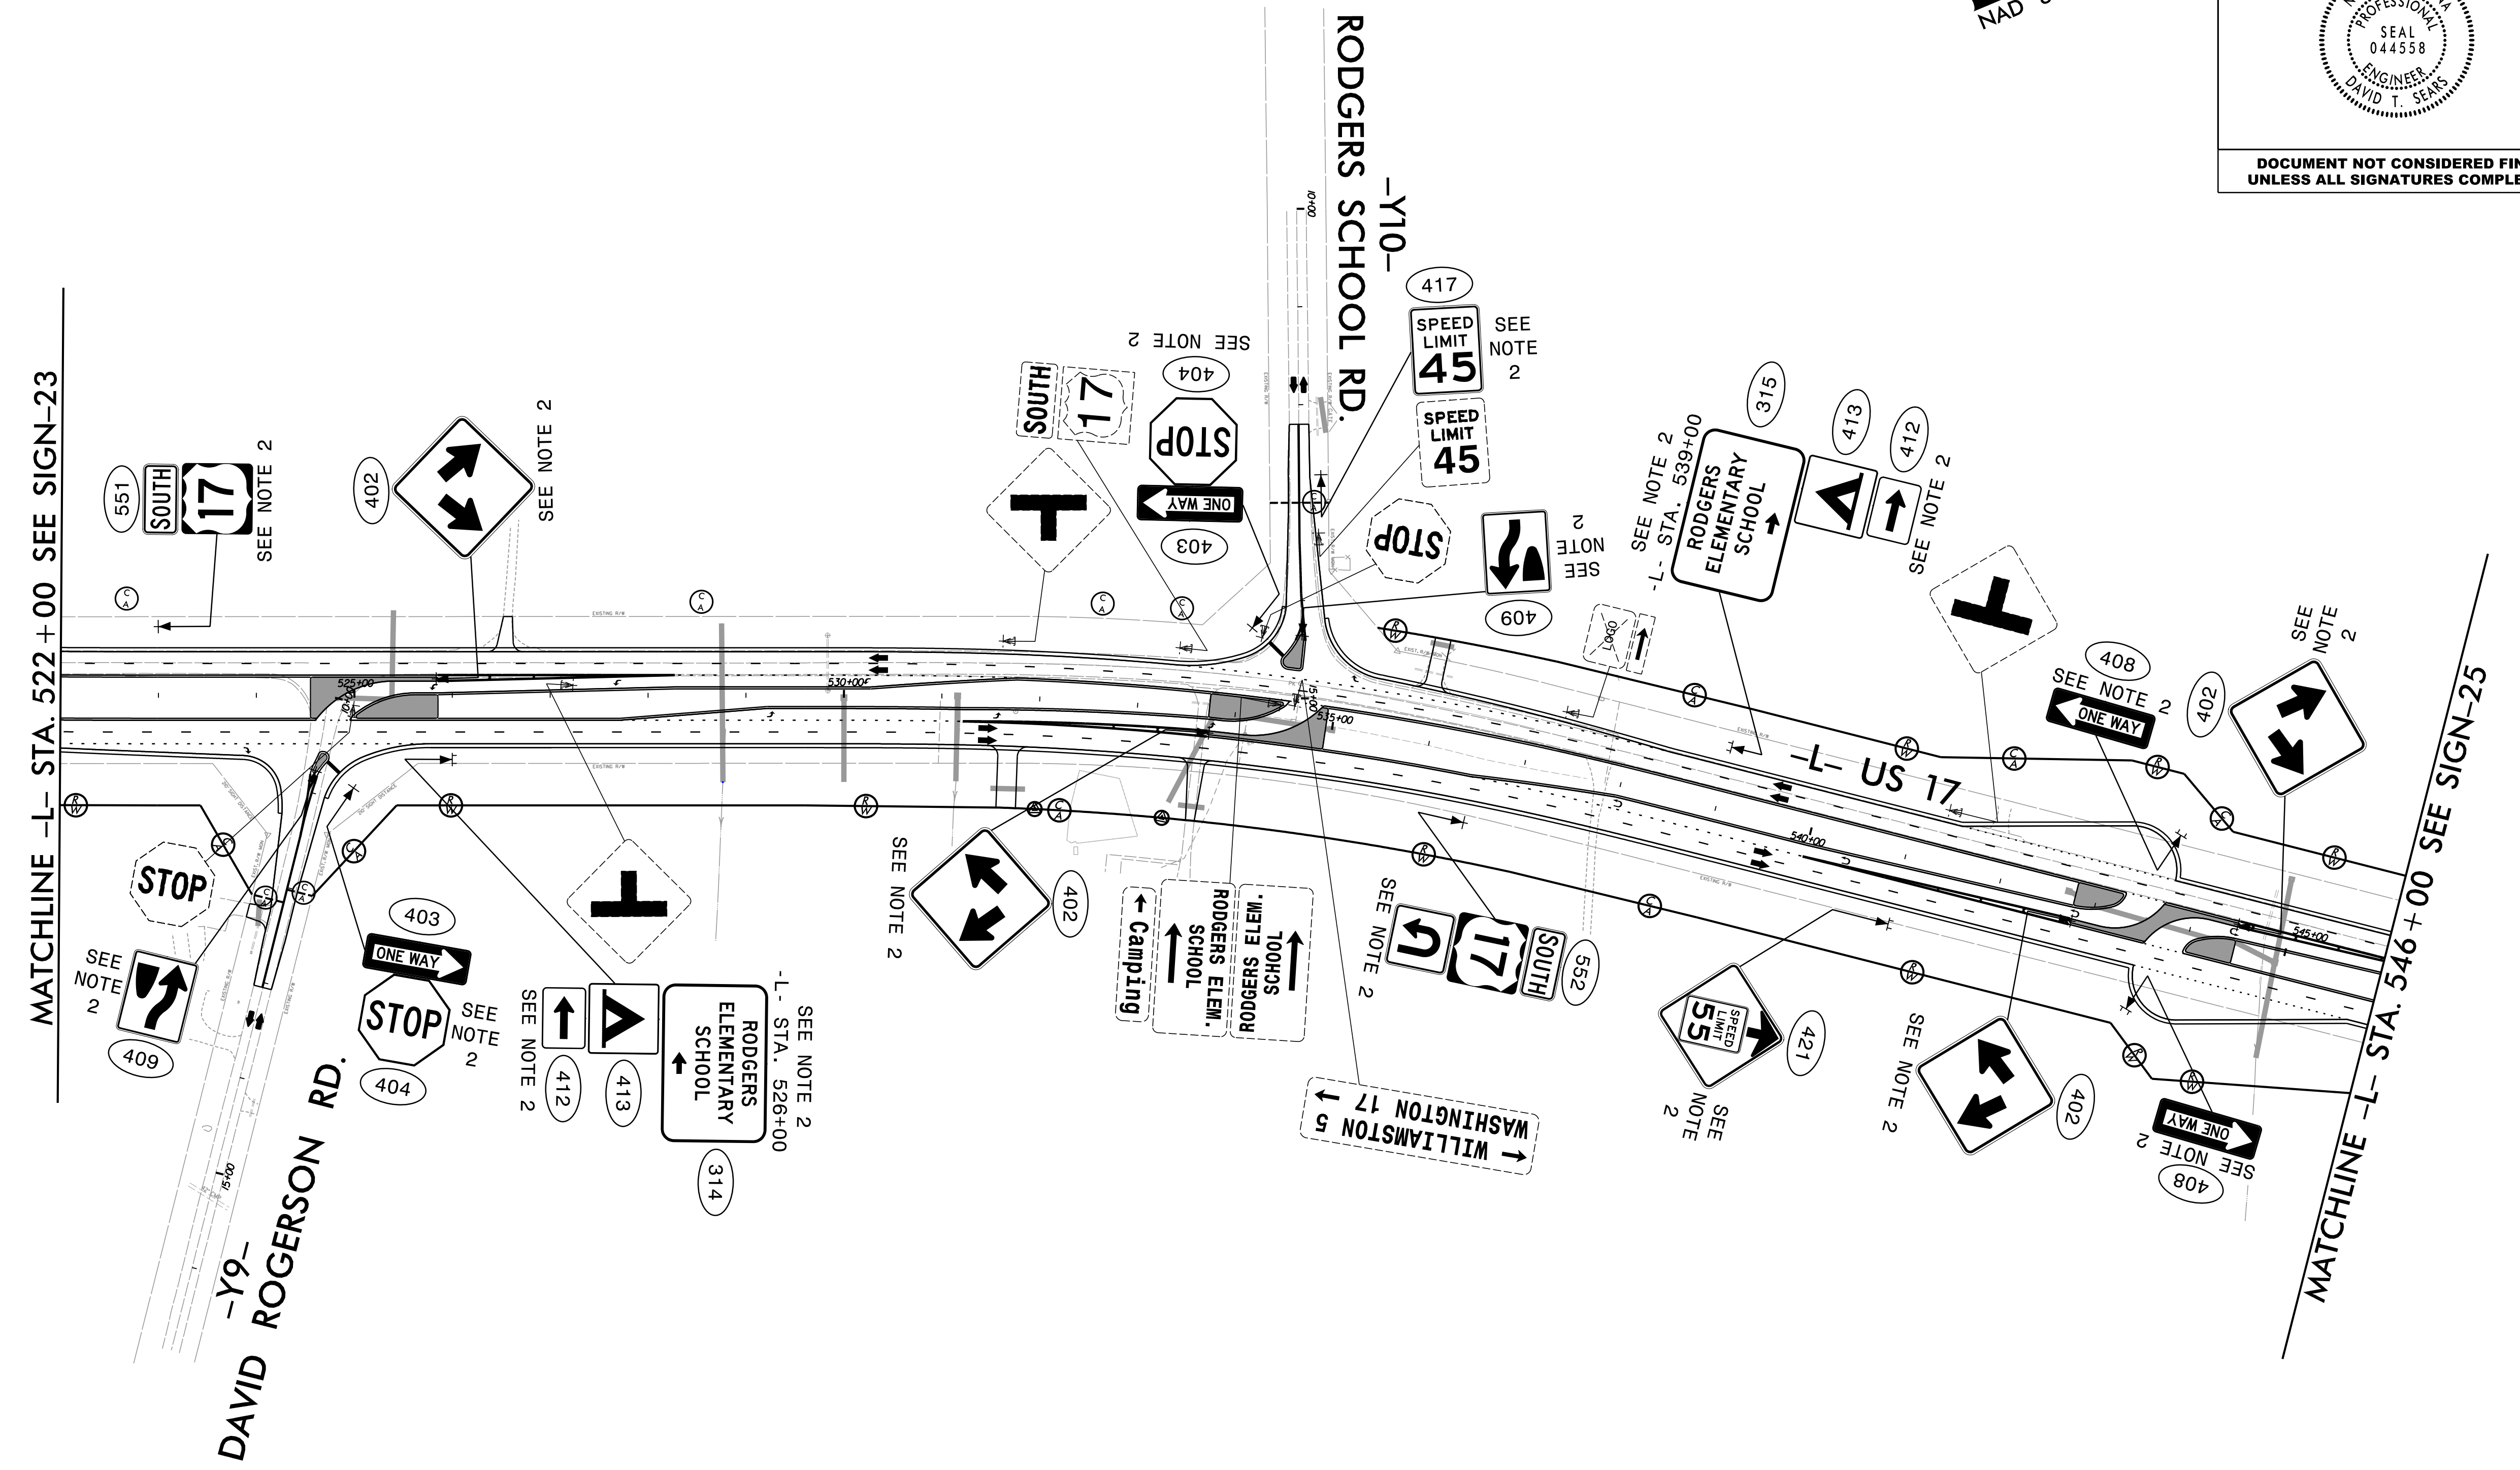 NAD
PROFESSIONAL
SEAL
044558
ENGINEER
DAVID T. SEARS
DOCUMENT NOT CONSIDERED FIN
UNLESS ALL SIGNATURES COMPLE
MATCHLINE -L- STA. 522+00 SEE SIGN-23
551
SOUTH
17
SEE NOTE 2
402
SEE NOTE 2
SOUTH
17
SEE NOTE 2
404
STOP
ONE WAY
403
RODGERS SCHOOL RD.
-Y10-
10+00
417
SPEED
LIMIT
45
SEE
NOTE
2
SPEED
LIMIT
45
STOP
SEE
NOTE
2
409
SEE NOTE 2
-L- STA. 539+00
RODGERS
ELEMENTARY
SCHOOL
315
413
412
SEE NOTE 2
LOGO
408
SEE NOTE 2
ONE WAY
402
SEE
NOTE
2
EXISTING R/W
EXISTING R/W
EXISTING R/W
EXISTING R/W
525+00
10+00
530+00
15+00
535+00
540+00
545+00
-L- US 17
MATCHLINE -L- STA. 546+00 SEE SIGN-25
STOP
SEE
NOTE
2
409
403
ONE WAY
STOP
404
SEE
NOTE
2
15+00
-Y9-
DAVID ROGERSON RD.
SEE NOTE 2
412
413
RODGERS
ELEMENTARY
SCHOOL
SEE NOTE 2
-L- STA. 526+00
314
SEE NOTE 2
402
Camping
RODGERS ELEM.
SCHOOL
RODGERS ELEM.
SCHOOL
WILLIAMSTON 5
WASHINGTON 17
SEE NOTE 2
17
SOUTH
552
SPEED
LIMIT
55
421
SEE
NOTE
2
SEE NOTE 2
402
ONE WAY
SEE NOTE 2
408